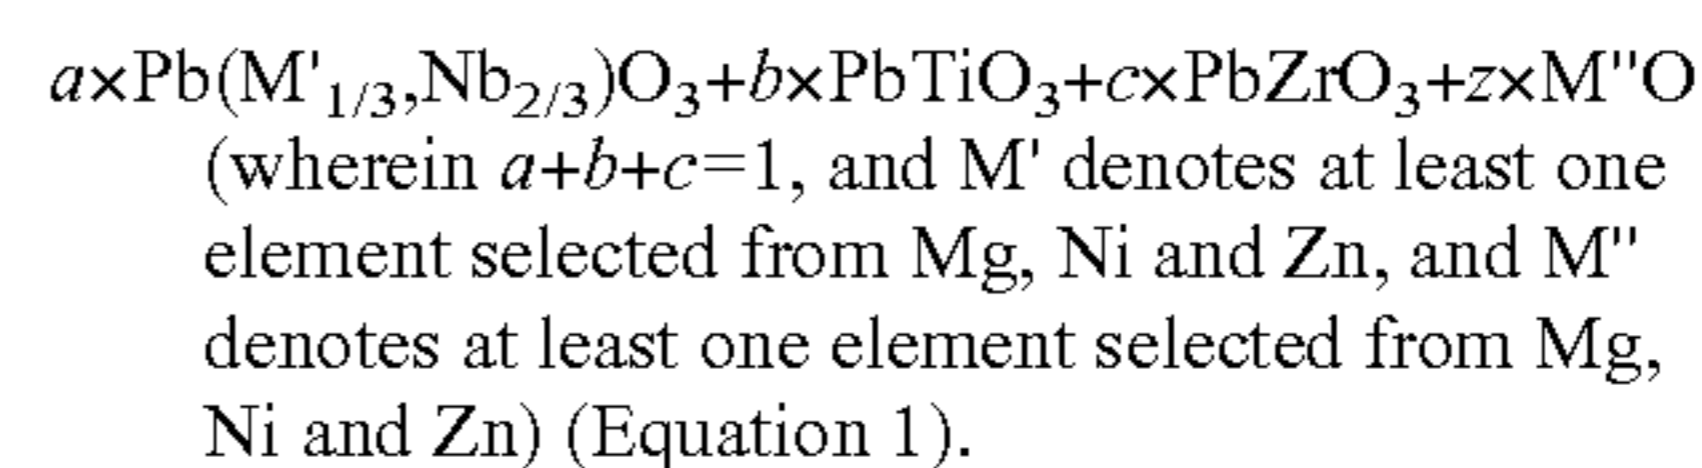 a×Pb(M'1/3,Nb2/3)O3+b×PbTiO3+c×PbZrO3+z×M"O
(wherein a+b+c=1, and M' denotes at least one
element selected from Mg, Ni and Zn, and M"
denotes at least one element selected from Mg,
Ni and Zn) (Equation 1).